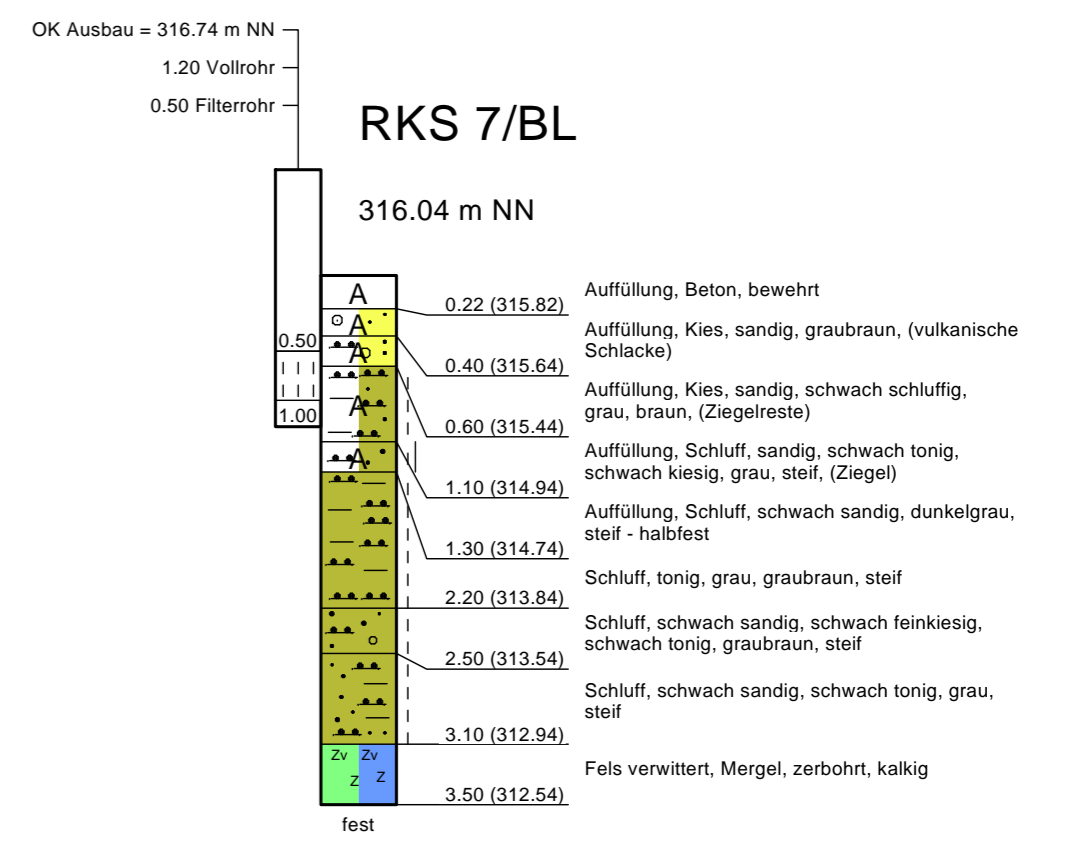 OK Ausbau = 316.74 m NN
1.20 Vollrohr
0.50 Filterrohr
RKS 7/BL
316.04 m NN
0.50
1.00
A
A
A
A
A
0.22 (315.82)
Auffüllung, Beton, bewehrt
0.40 (315.64)
Auffüllung, Kies, sandig, graubraun, (vulkanische
Schlacke)
0.60 (315.44)
Auffüllung, Kies, sandig, schwach schluffig,
grau, braun, (Ziegelreste)
1.10 (314.94)
Auffüllung, Schluff, sandig, schwach tonig,
schwach kiesig, grau, steif, (Ziegel)
1.30 (314.74)
Auffüllung, Schluff, schwach sandig, dunkelgrau,
steif - halbfest
2.20 (313.84)
Schluff, tonig, grau, graubraun, steif
2.50 (313.54)
Schluff, schwach sandig, schwach feinkiesig,
schwach tonig, graubraun, steif
3.10 (312.94)
Schluff, schwach sandig, schwach tonig, grau,
steif
Zv Zv
Z Z
3.50 (312.54)
Fels verwittert, Mergel, zerbohrt, kalkig
fest